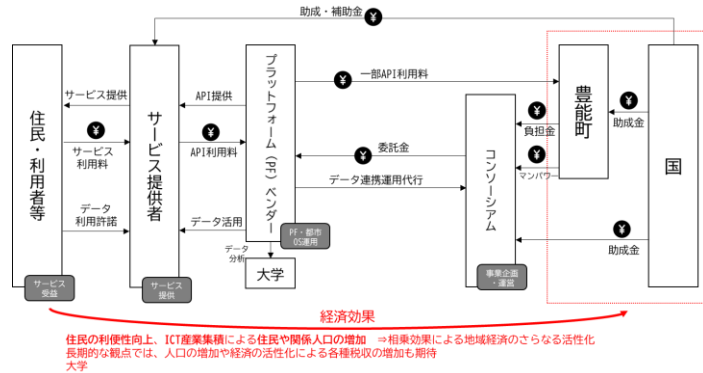 助成・補助金
¥
住民・利用者等
サービス提供
¥
サービス
利用料
データ
利用許諾
サービス
受益
サービス提供者
API提供
¥
API利用料
データ活用
サービス
提供
プラットフォーム（PF）ベンダー
PF・都市
OS運用
データ
分析
大学
¥
一部API利用料
¥
委託金
データ連携運用代行
コンソーシアム
事業企画
・運営
¥
負担金
¥
マンパワー
豊能町
¥
助成金
¥
助成金
国
経済効果
住民の利便性向上、ICT産業集積による住民や関係人口の増加　⇒相乗効果による地域経済のさらなる活性化
長期的な観点では、人口の増加や経済の活性化による各種税収の増加も期待
大学